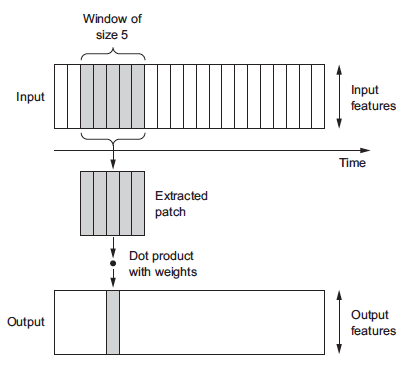 Window of
size 5
Input
Input
features
Time
Extracted
patch
Dot product
with weights
Output
Output
features